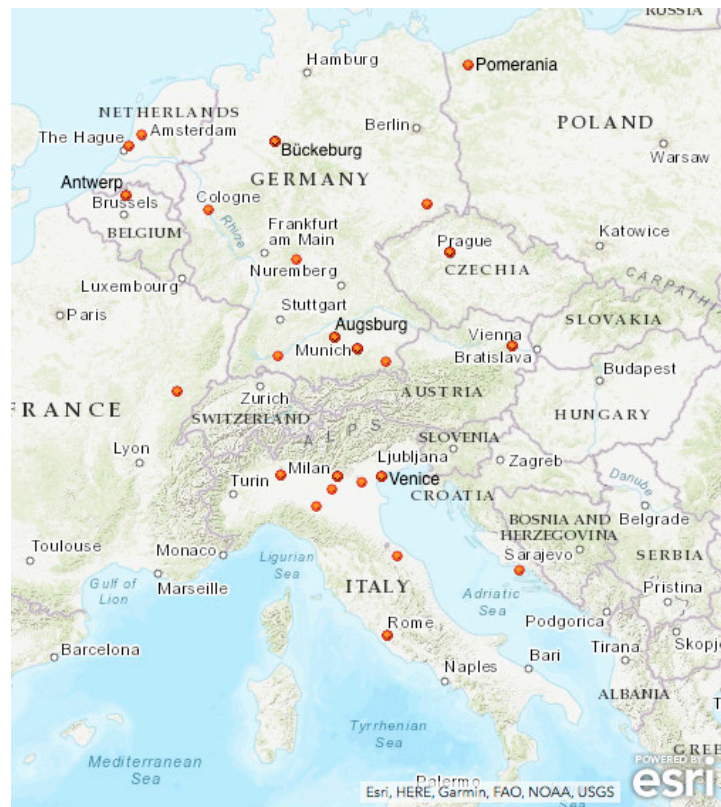 RUSSIA
Hamburg
Pomerania
NETHERLANDS
Amsterdam
The Hague
Berlin
POLAND
Bückeburg
Warsaw
GERMANY
Antwerp
Brussels
Cologne
BELGIUM
Rhine
Frankfurt
am Main
Prague
Katowice
Nuremberg
CZECHIA
Luxembourg
CARPATHI
Paris
Stuttgart
Augsburg
SLOVAKIA
Munich
Vienna
Bratislava
Budapest
Zurich
AUSTRIA
FRANCE
SWITZERLAND
HUNGARY
ALPS
SLOVENIA
Lyon
Ljubljana
Zagreb
Turin
Milan
Venice
Danube
CROATIA
Belgrade
BOSNIA AND
HERZEGOVINA
Toulouse
Monaco
Ligurian
Sea
Sarajevo
SERBIA
Gulf of
Lion
Marseille
ITALY
Adriatic
Sea
Pristina
Rome
Podgorica
Skopj
Barcelona
Tirana
Bari
Naples
ALBANIA
T
Tyrrhenian
Sea
GREE
Mediterranean
Sea
POWERED BY
esri
Palermo
Esri, HERE, Garmin, FAO, NOAA, USGS